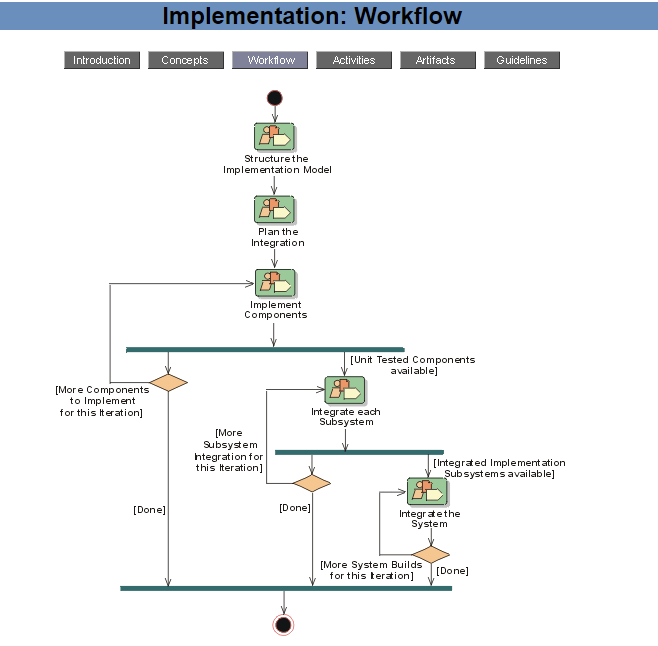 Implementation: Workflow
Introduction
Concepts
Workflow
Activities
Artifacts
Guidelines
Structure the
Implementation Model
Plan the
Integration
Implement
Components
[Unit Tested Components
available]
[More Components
to Implement
for this Iteration]
Integrate each
Subsystem
[More
Subsystem
Integration for
this Iteration]
[Integrated Implementation
Subsystems available]
[Done]
[Done]
Integrate the
System
[More System Builds
for this Iteration]
[Done]